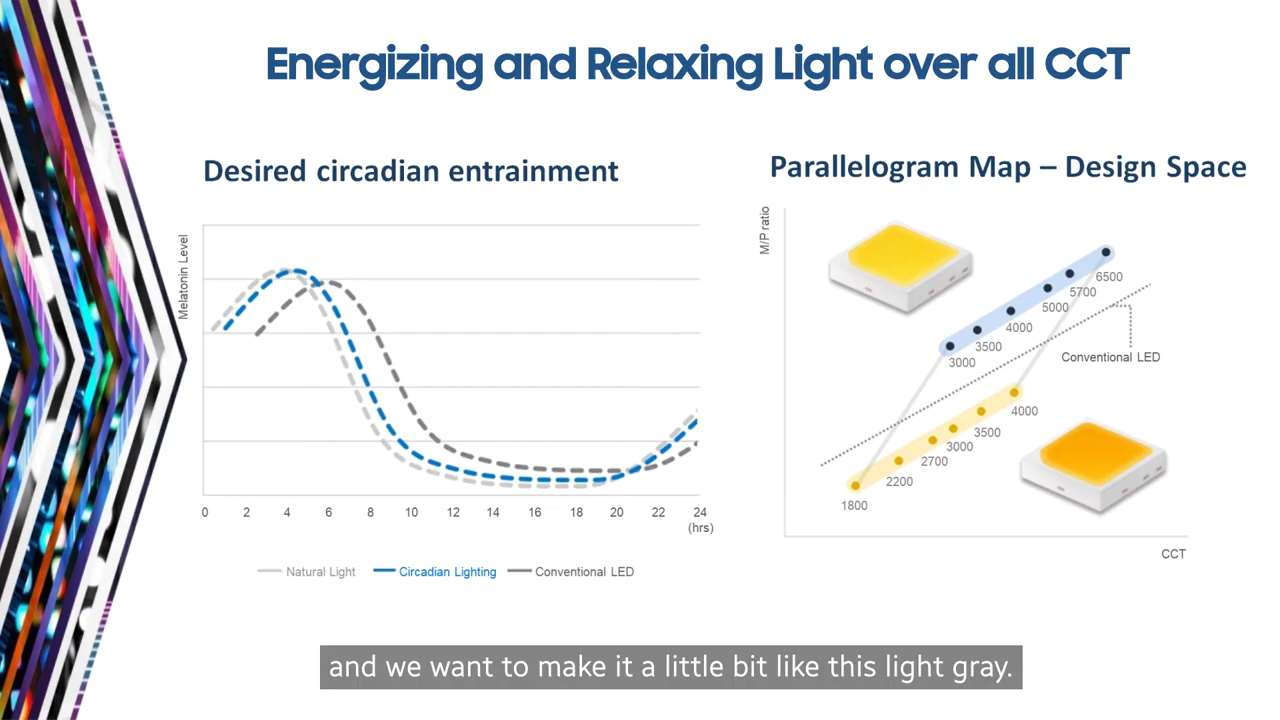 Energizing and Relaxing Light over all CCT
Desired circadian entrainment
Melatonin Level
0 2 4 6 8 10 12 14 16 18 20 22 24
(hrs)
Natural Light Circadian Lighting Conventional LED
Parallelogram Map – Design Space
M/P ratio
6500
5700
5000
4000
3500
3000
Conventional LED
4000
3500
3000
2700
2200
1800
CCT
and we want to make it a little bit like this light gray.